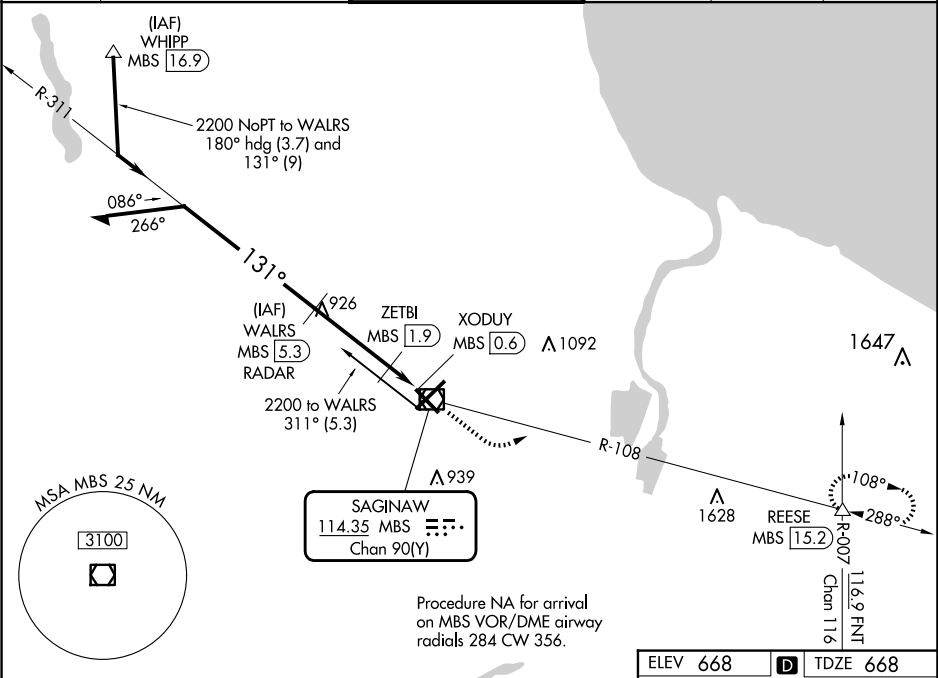 (IAF)
WHIPP
MBS 16.9
R-311
2200 NoPT to WALRS
180° hdg (3.7) and
131° (9)
086°
266°
131°
(IAF)
WALRS
MBS 5.3
RADAR
926
ZETBI
MBS 1.9
XODUY
MBS 0.6
1092
1647
2200 to WALRS
311° (5.3)
R-108
939
SAGINAW
114.35 MBS
Chan 90(Y)
1628
REESE
MBS 15.2
108°
288°
R-007
116.9 FNT
Chan 116
MSA MBS 25 NM
3100
Procedure NA for arrival
on MBS VOR/DME airway
radials 284 CW 356.
ELEV 668 D TDZE 668